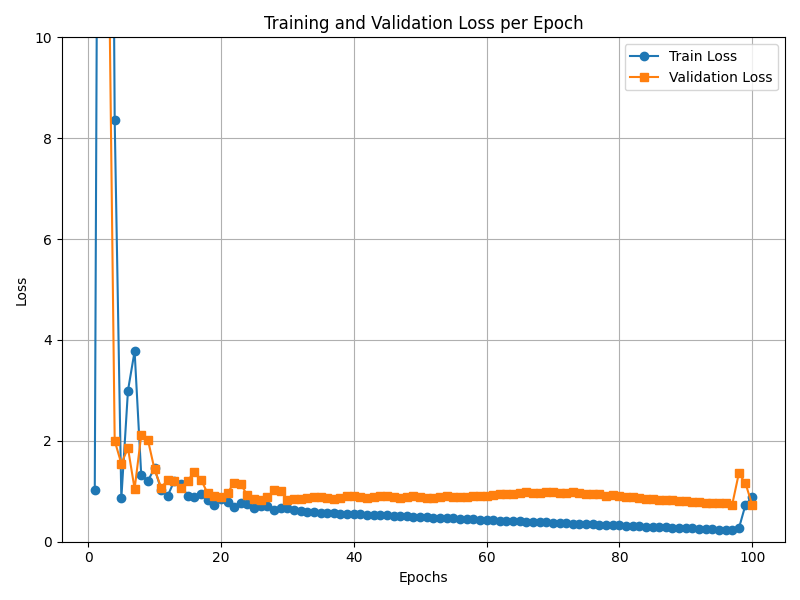 Training and Validation Loss per Epoch
Train Loss
Validation Loss
Loss
10
8
6
4
2
0
0 20 40 60 80 100
Epochs